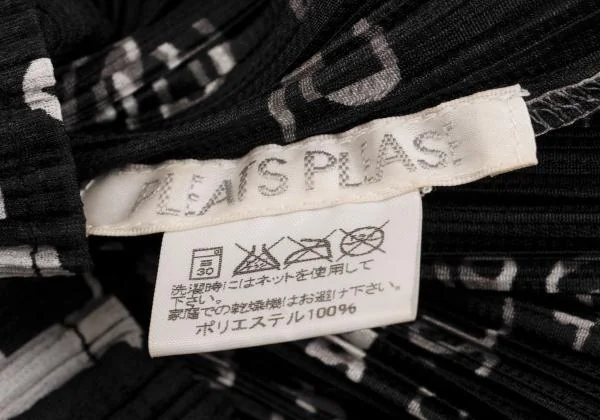 PLEATS PLEASE
30
洗濯時にはネットを使用して
下さい。
家庭での乾燥機はお避け下さい。
ポリエステル100%